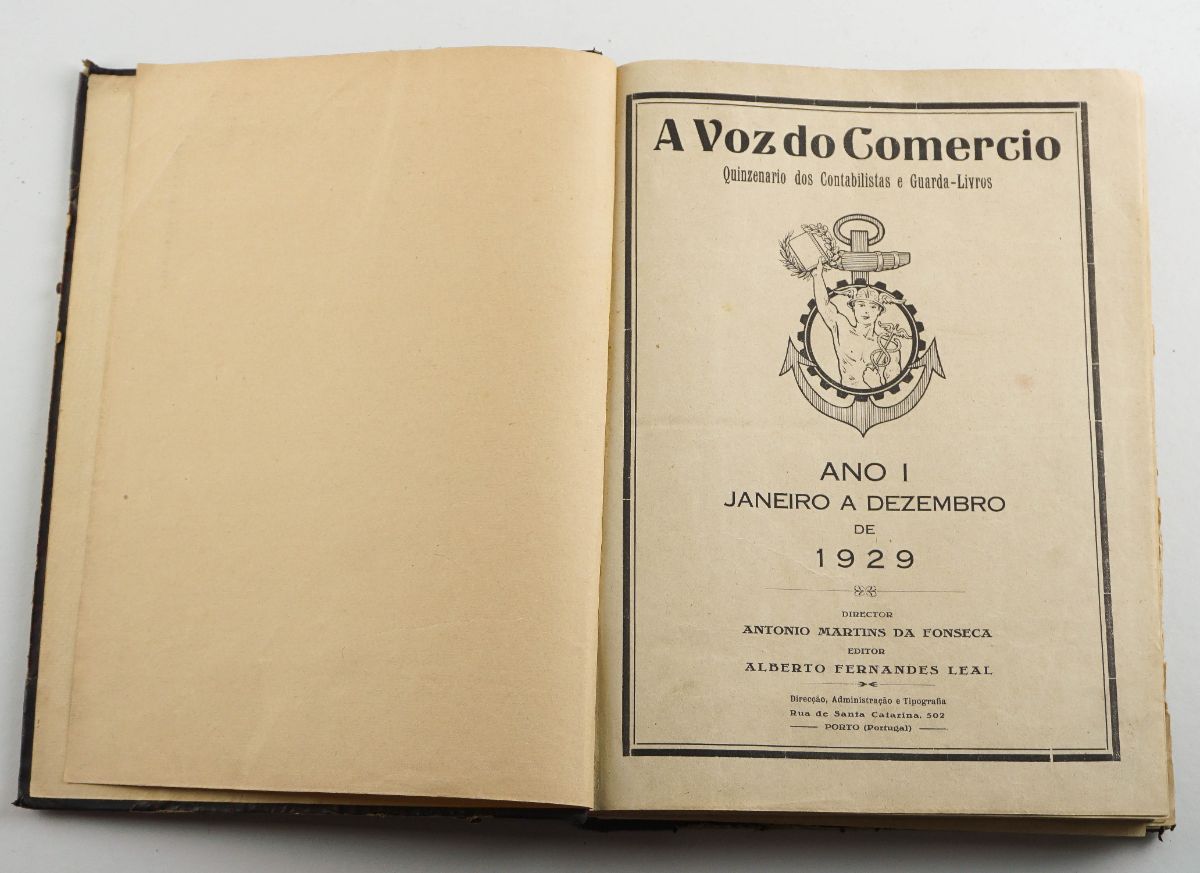 A Voz do Comercio
Quinzenario dos Contabilistas e Guarda-Livros
ANO I
JANEIRO A DEZEMBRO
DE
1929
DIRECTOR
ANTONIO MARTINS DA FONSECA
EDITOR
ALBERTO FERNANDES LEAL
Direcção, Administração e Tipografia
Rua de Santa Catarina, 502
PORTO (Portugal)